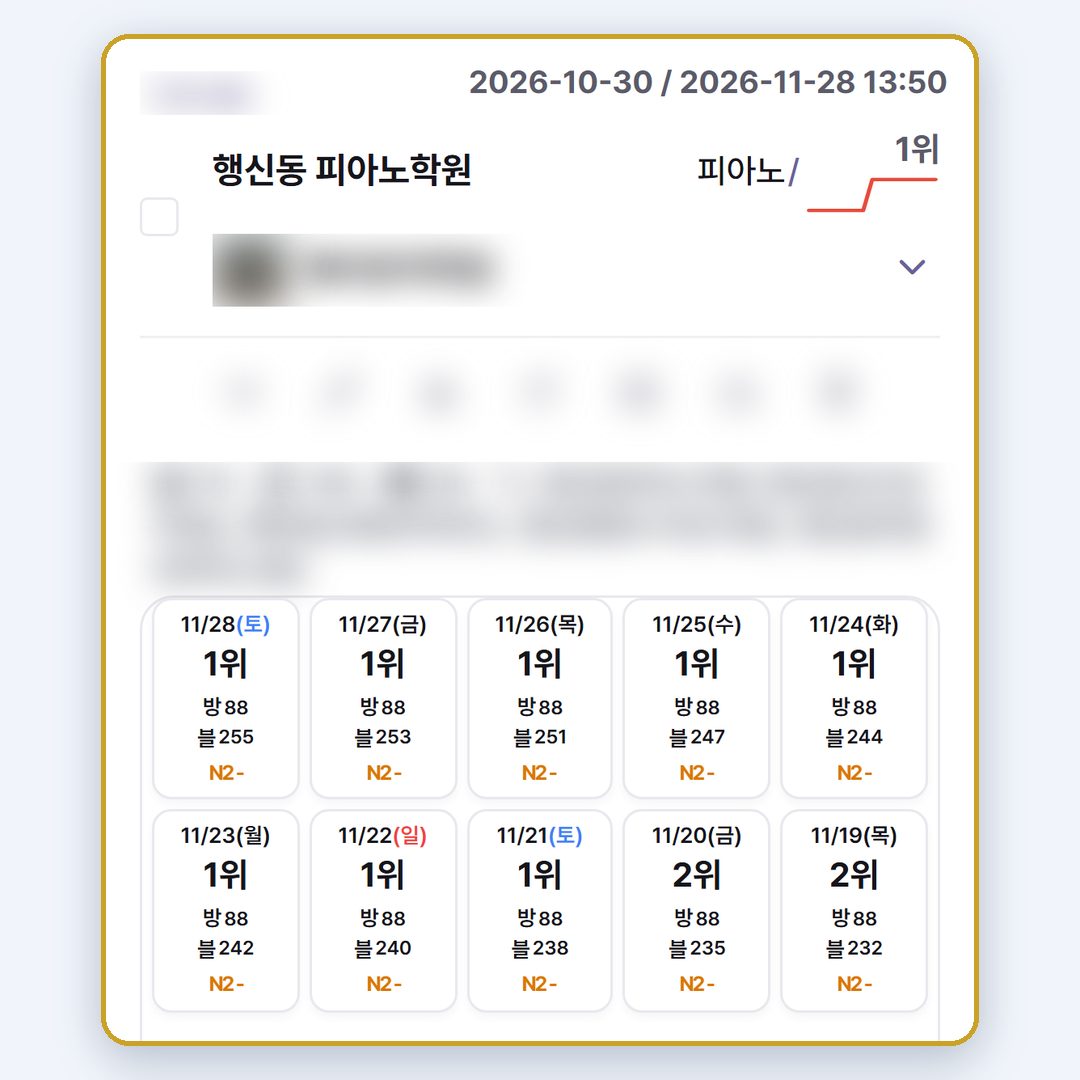 2026-10-30 / 2026-11-28 13:50
행신동 피아노학원
피아노/
1위
11/28(토) 11/27(금) 11/26(목) 11/25(수) 11/24(화)
1위 1위 1위 1위 1위
방88 방88 방88 방88 방88
블255 블253 블251 블247 블244
N2- N2- N2- N2- N2-
11/23(월) 11/22(일) 11/21(토) 11/20(금) 11/19(목)
1위 1위 1위 2위 2위
방88 방88 방88 방88 방88
블242 블240 블238 블235 블232
N2- N2- N2- N2- N2-